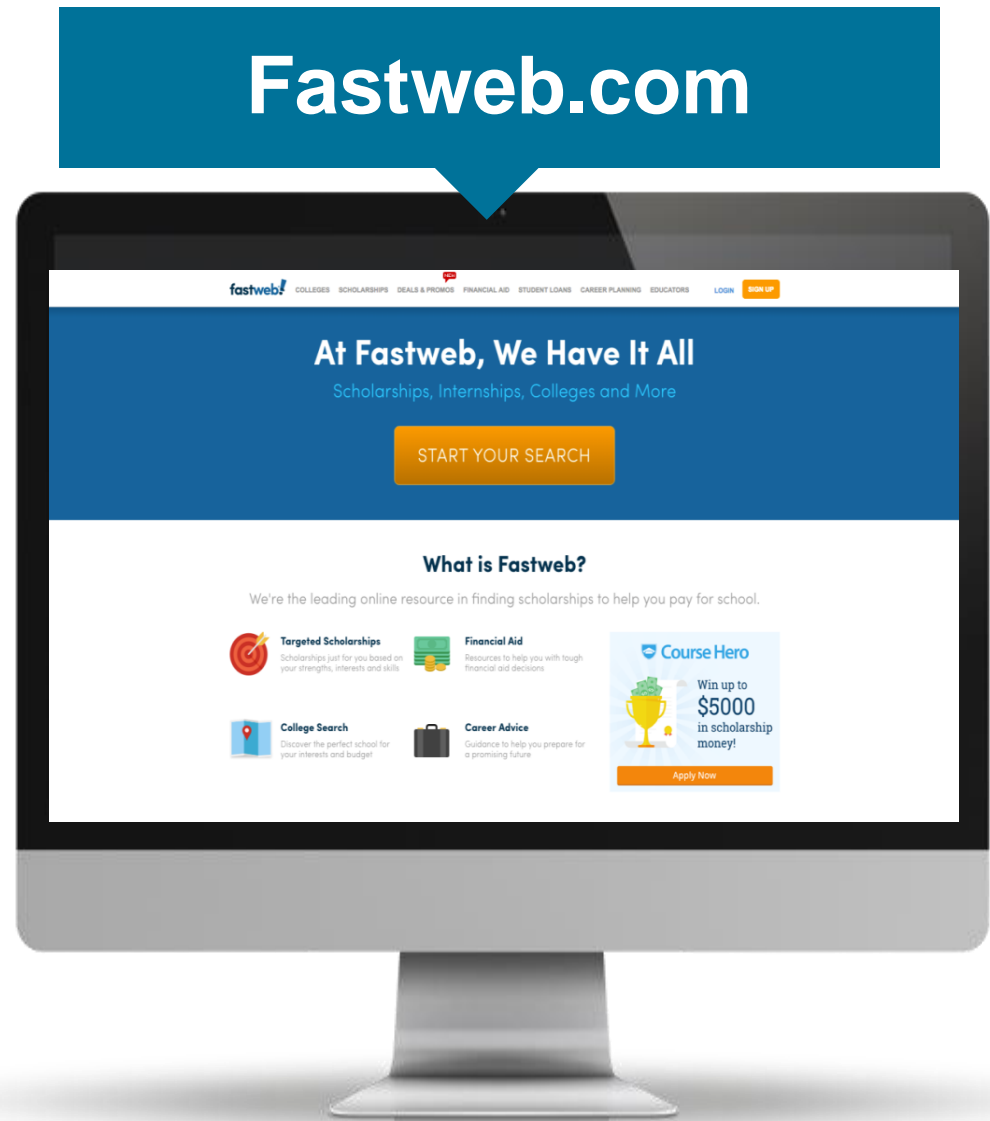 Fastweb.com
fastweb!
COLLEGES SCHOLARSHIPS DEALS & PROMOS FINANCIAL AID STUDENT LOANS CAREER PLANNING EDUCATORS LOGIN SIGN UP
NEW
At Fastweb, We Have It All
Scholarships, Internships, Colleges and More
START YOUR SEARCH
What is Fastweb?
We're the leading online resource in finding scholarships to help you pay for school.
Targeted Scholarships
Scholarships just for you based on
your strengths, interests and skills
Financial Aid
Resources to help you with tough
financial aid decisions
College Search
Discover the perfect school for
your interests and budget
Career Advice
Guidance to help you prepare for
a promising future
Course Hero
Win up to
$5000
in scholarship
money!
Apply Now